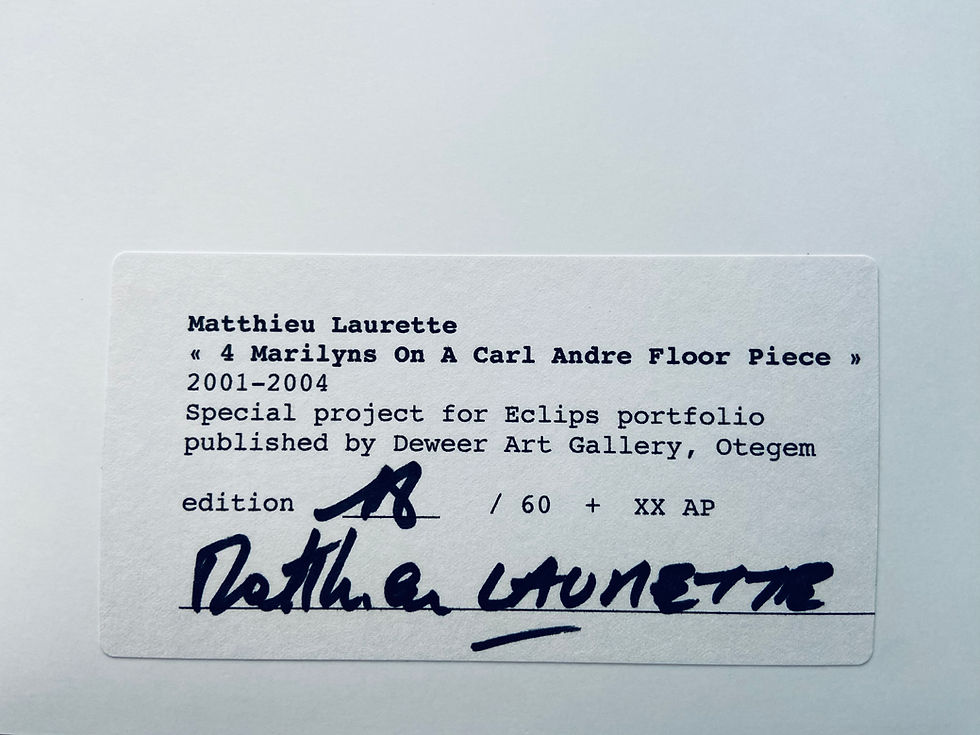 Matthieu Laurette
« 4 Marilyns On A Carl Andre Floor Piece »
2001-2004
Special project for Eclips portfolio
published by Deweer Art Gallery, Otegem
edition 18 / 60 + XX AP
Matthieu LAURETTE